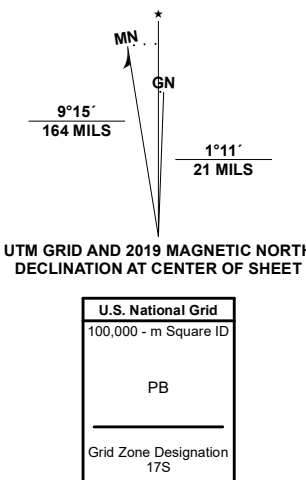 ★
MN
GN
9°15´
164 MILS
1°11´
21 MILS
UTM GRID AND 2019 MAGNETIC NORTH
DECLINATION AT CENTER OF SHEET
U.S. National Grid
100,000 - m Square ID
PB
Grid Zone Designation
17S